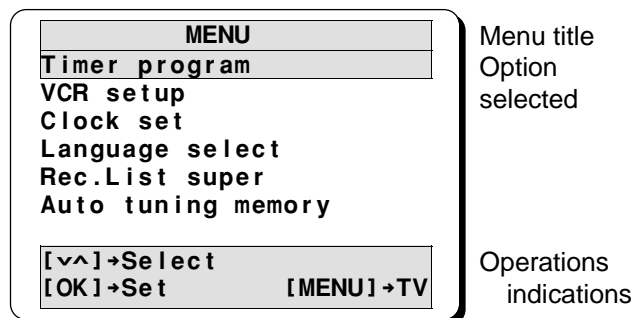 MENU
Timer program
VCR setup
Clock set
Language select
Rec.List super
Auto tuning memory
[∨∧]→Select
[OK]→Set [MENU]→TV
Menu title
Option
selected
Operations
indications